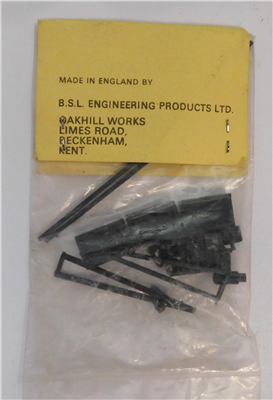 MADE IN ENGLAND BY
B.S.L. ENGINEERING PRODUCTS LTD.
OAKHILL WORKS
LIMES ROAD,
BECKENHAM,
KENT.